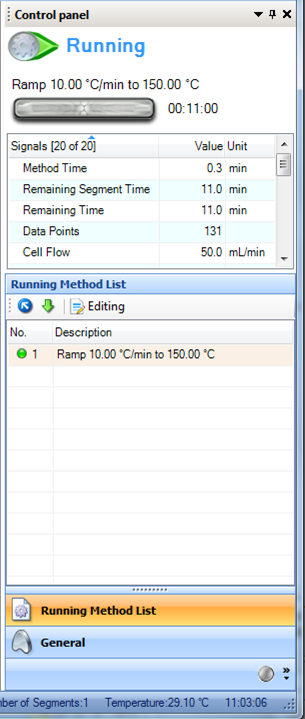 Control panel
Running
Ramp 10.00 °C/min to 150.00 °C
00:11:00
Signals [20 of 20] Value Unit
Method Time 0.3 min
Remaining Segment Time 11.0 min
Remaining Time 11.0 min
Data Points 131
Cell Flow 50.0 mL/min
Running Method List
Editing
No. Description
1 Ramp 10.00 °C/min to 150.00 °C
Running Method List
General
ber of Segments:1 Temperature:29.10 °C 11:03:06